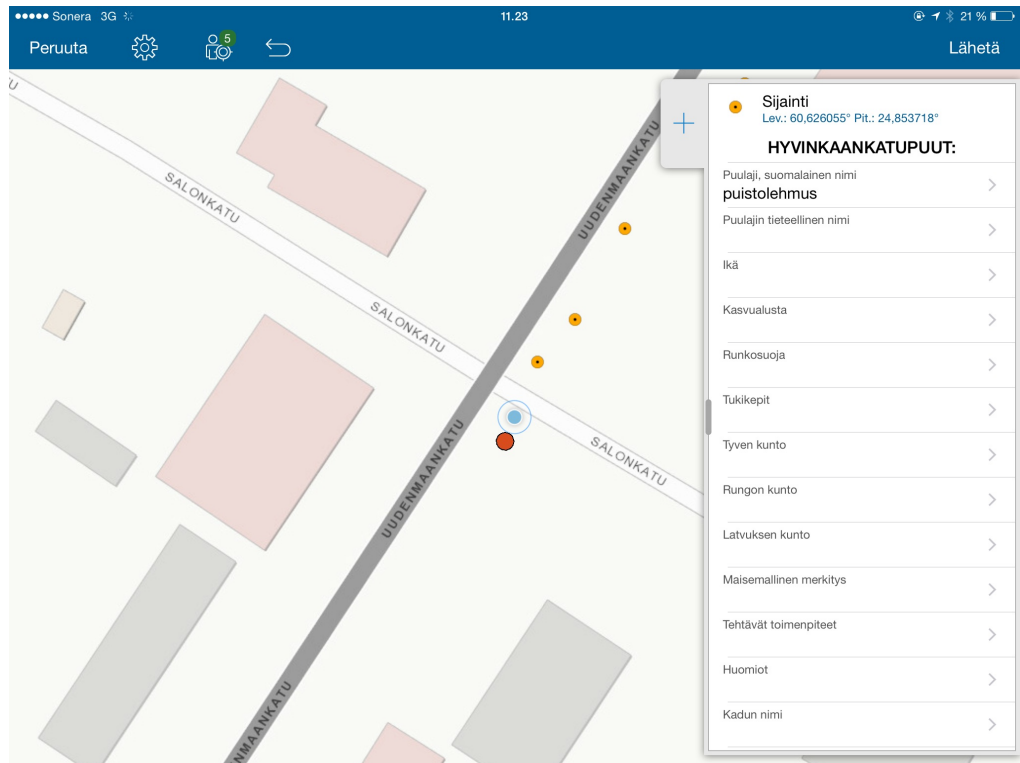 Sonera 3G 11.23 21 %
Peruuta 5 Lähetä
U
SALONKATU
UUDENMAANKATU
SALONKATU
UUDENMAANKATU
SALONKATU
NMAANKATU
+
Sijainti
Lev.: 60,626055° Pit.: 24,853718°
HYVINKAANKATUPUUT:
Puulaji, suomalainen nimi
puistolehmus
Puulajin tieteellinen nimi
Ikä
Kasvualusta
Runkosuoja
Tukikepit
Tyven kunto
Rungon kunto
Latvuksen kunto
Maisemallinen merkitys
Tehtävät toimenpiteet
Huomiot
Kadun nimi